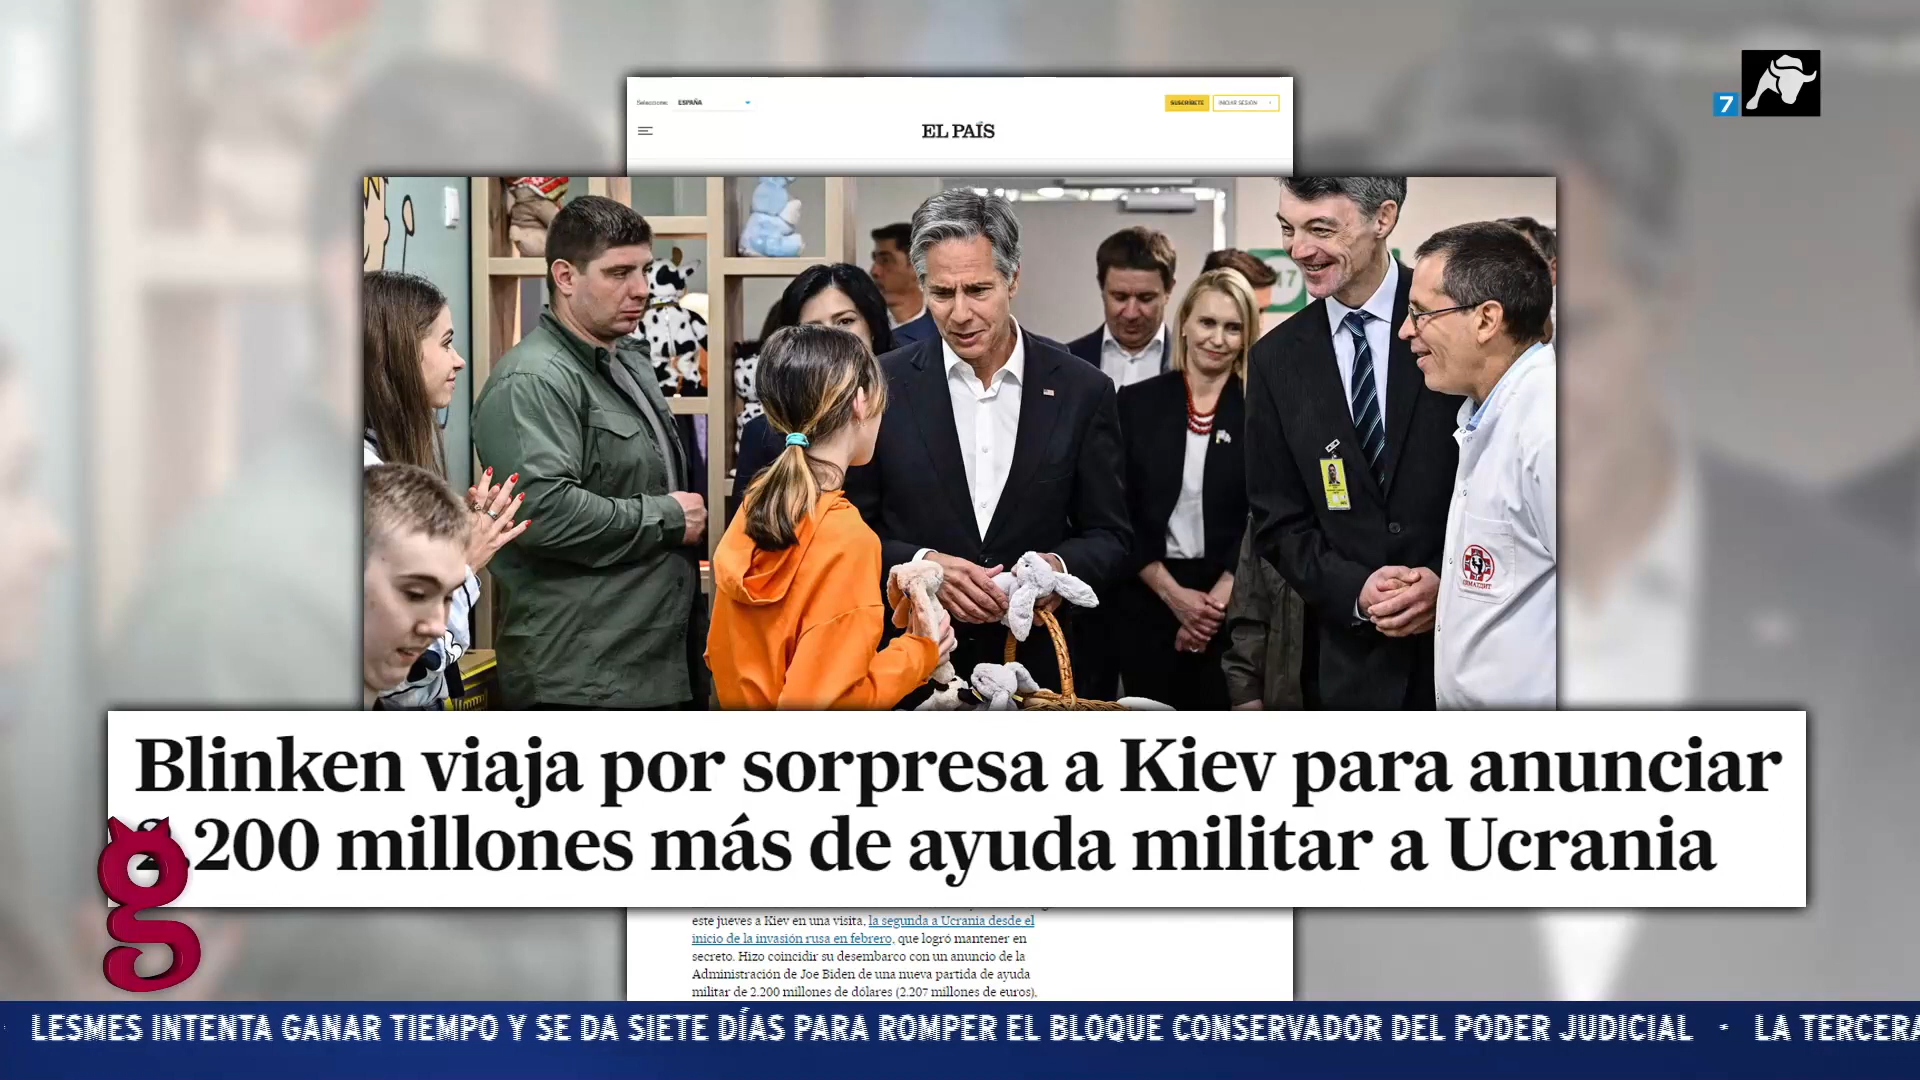 Seleccione: ESPAÑA
SUSCRÍBETE
INICIAR SESIÓN
EL PAÍS
7
17
Blinken viaja por sorpresa a Kiev para anunciar
2.200 millones más de ayuda militar a Ucrania
g
este jueves a Kiev en una visita, la segunda a Ucrania desde el
inicio de la invasión rusa en febrero, que logró mantener en
secreto. Hizo coincidir su desembarco con un anuncio de la
Administración de Joe Biden de una nueva partida de ayuda
militar de 2.200 millones de dólares (2.207 millones de euros),
LESMES INTENTA GANAR TIEMPO Y SE DA SIETE DÍAS PARA ROMPER EL BLOQUE CONSERVADOR DEL PODER JUDICIAL - LA TERCERA